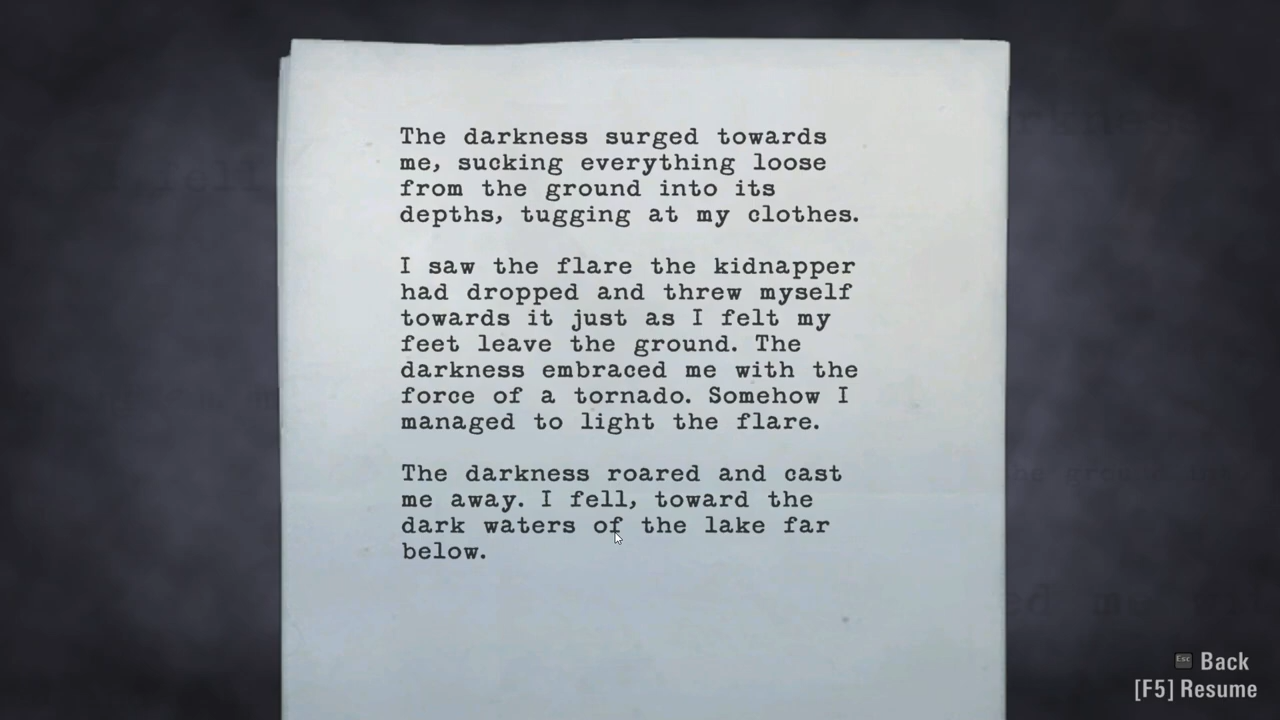 The darkness surged towards
me, sucking everything loose
from the ground into its
depths, tugging at my clothes.
I saw the flare the kidnapper
had dropped and threw myself
towards it just as I felt my
feet leave the ground. The
darkness embraced me with the
force of a tornado. Somehow I
managed to light the flare.
The darkness roared and cast
me away. I fell, toward the
dark waters of the lake far
below.
Esc Back
[F5] Resume